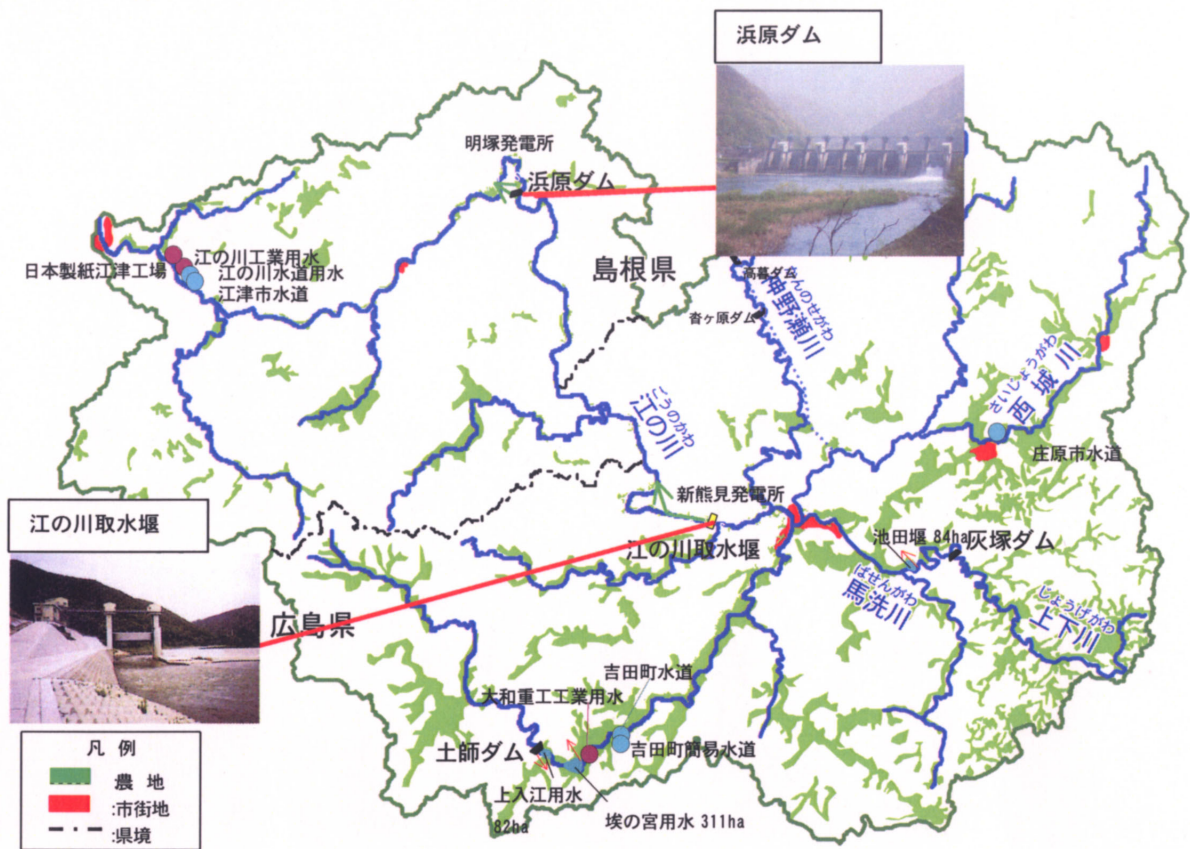 浜原ダム
明塚発電所
浜原ダム
江の川工業用水
日本製紙江津工場
江の川水道用水
江津市水道
島根県
高暮ダム
沓ヶ原ダム
んのせがわ
神野瀬川
さいじょうがわ
西城川
庄原市水道
ごうのかわ
江の川
新熊見発電所
江の川取水堰
江の川取水堰
池田堰 84ha
灰塚ダム
ばせんがわ
馬洗川
じょうげがわ
上下川
広島県
吉田町水道
大和重工工業用水
土師ダム
吉田町簡易水道
上入江用水
82ha
埃の宮用水 311ha
凡 例
農 地
:市街地
:県境